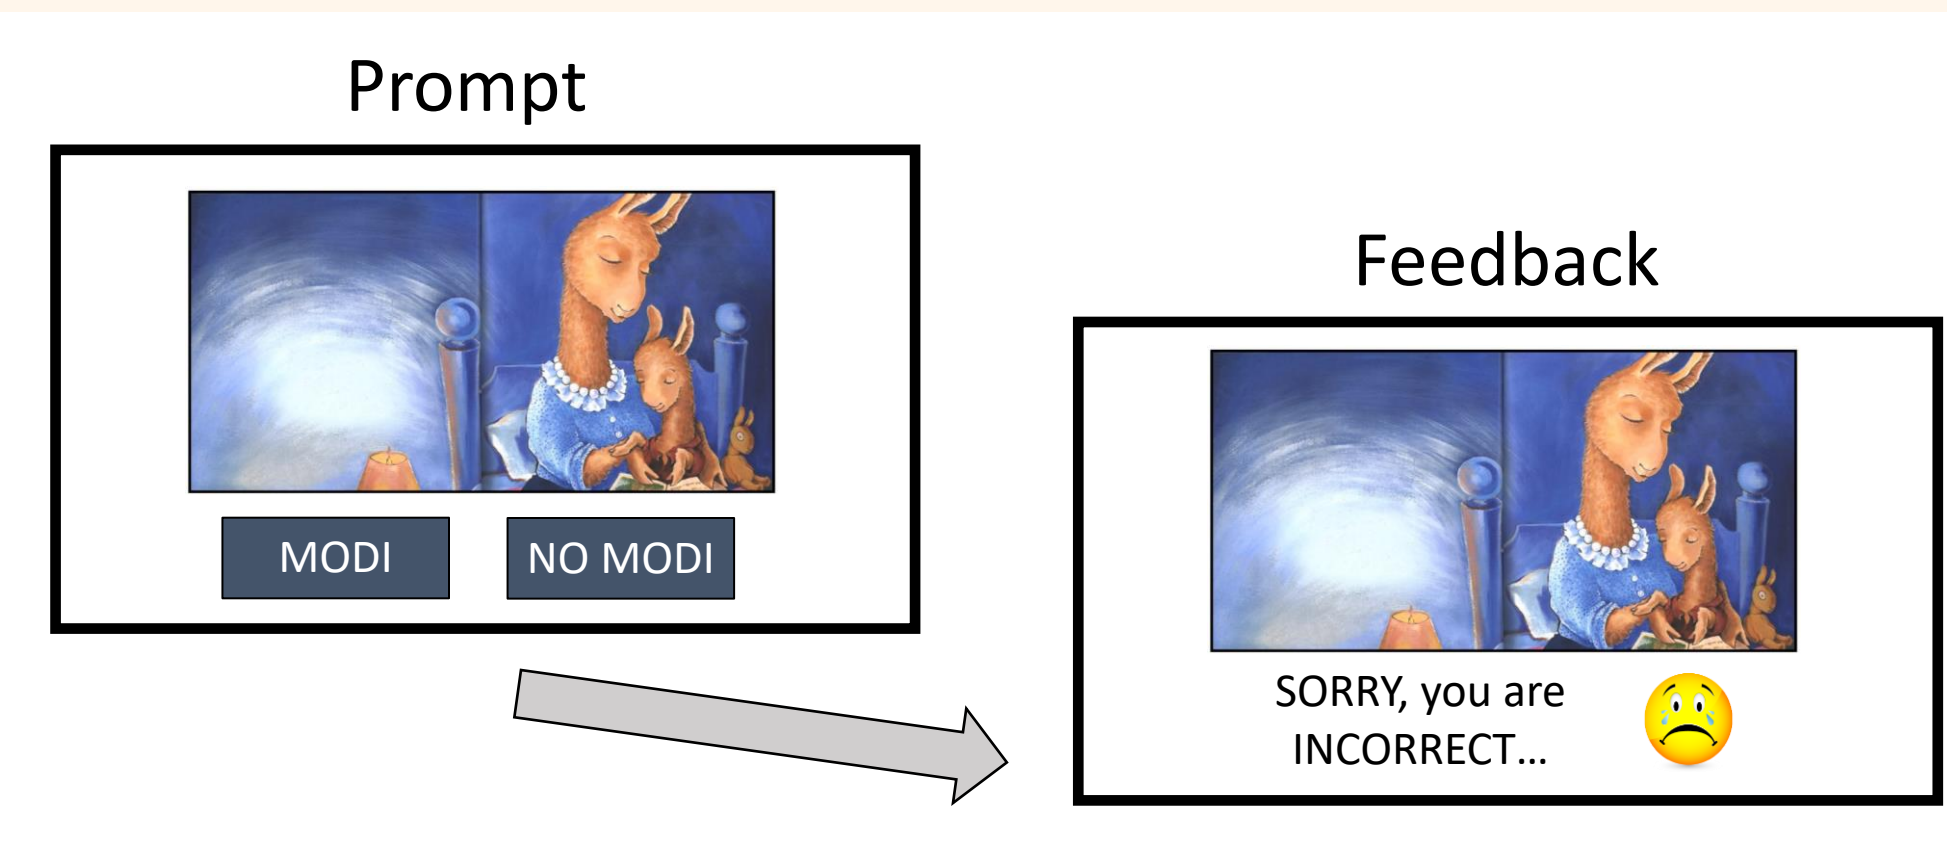 Prompt
MODI
NO MODI
Feedback
SORRY, you are
INCORRECT...